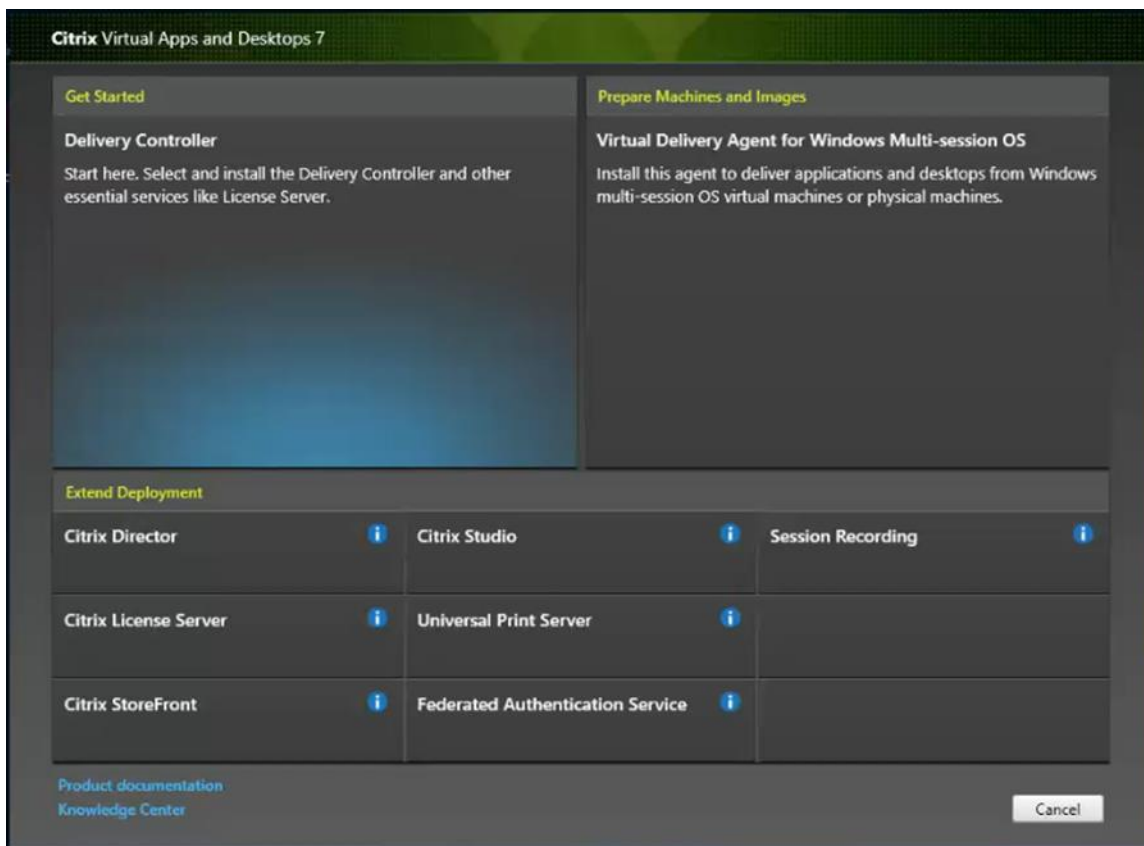 Citrix Virtual Apps and Desktops 7
Get Started
Delivery Controller
Start here. Select and install the Delivery Controller and other
essential services like License Server.
Prepare Machines and Images
Virtual Delivery Agent for Windows Multi-session OS
Install this agent to deliver applications and desktops from Windows
multi-session OS virtual machines or physical machines.
Extend Deployment
Citrix Director
Citrix Studio
Session Recording
Citrix License Server
Universal Print Server
Citrix StoreFront
Federated Authentication Service
Product documentation
Knowledge Center
Cancel